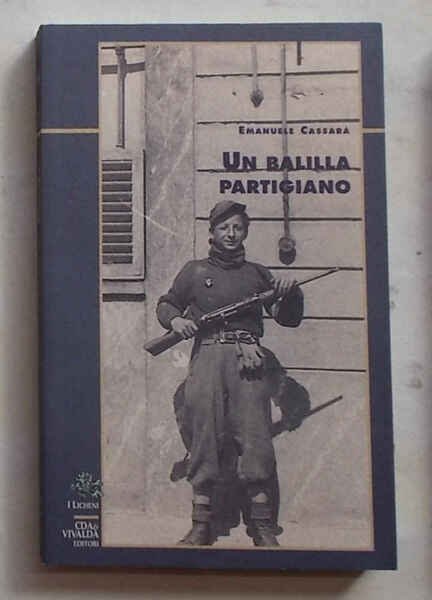 EMANUELE CASSARÀ
UN BALILLA
PARTIGIANO
I LICHENI
CDA&
VIVALDA
EDITORI